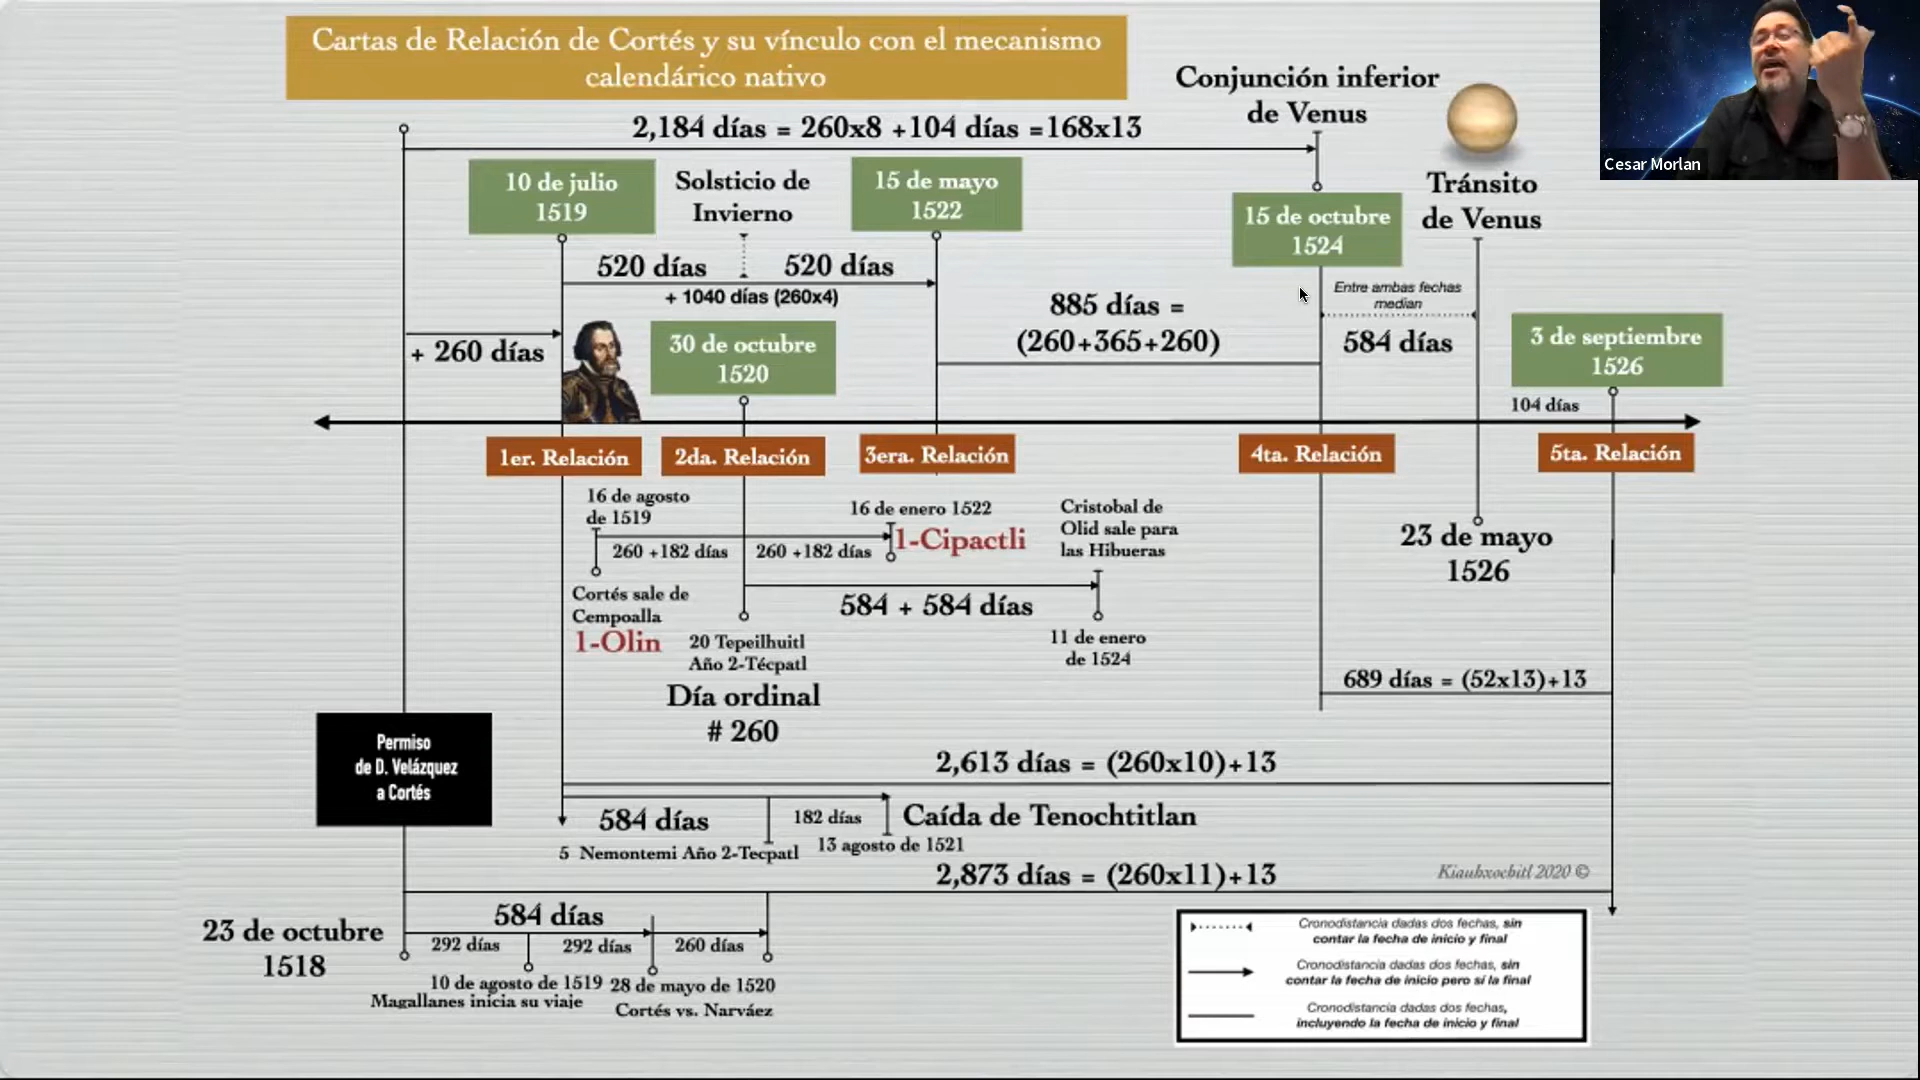 Cartas de Relación de Cortés y su vínculo con el mecanismo
calendárico nativo
Cesar Morlan
Conjunción inferior
de Venus
2,184 días = 260x8 +104 días =168x13
10 de julio
1519
Solsticio de
Invierno
15 de mayo
1522
15 de octubre
1524
Tránsito
de Venus
520 días
520 días
+ 1040 días (260x4)
885 días =
(260+365+260)
Entre ambas fechas
median
584 días
3 de septiembre
1526
104 días
+ 260 días
30 de octubre
1520
1er. Relación
2da. Relación
3era. Relación
4ta. Relación
5ta. Relación
16 de agosto
de 1519
260 +182 días
260 +182 días
16 de enero 1522
1-Cipactli
Cristobal de
Olid sale para
las Hibueras
23 de mayo
1526
Cortés sale de
Cempoalla
1-Olin
584 + 584 días
20 Tepeilhuitl
Año 2-Técpatl
Día ordinal
# 260
11 de enero
de 1524
689 días = (52x13)+13
Permiso
de D. Velázquez
a Cortés
2,613 días = (260x10)+13
584 días
182 días
Caída de Tenochtitlan
5 Nemontemi Año 2-Tecpatl
13 agosto de 1521
2,873 días = (260x11)+13
Kiauhxochitl 2020 ©
23 de octubre
1518
584 días
292 días
292 días
260 días
10 de agosto de 1519
Magallanes inicia su viaje
28 de mayo de 1520
Cortés vs. Narváez
Cronodistancia dadas dos fechas, sin
contar la fecha de inicio y final
Cronodistancia dadas dos fechas, sin
contar la fecha de inicio pero sí la final
Cronodistancia dadas dos fechas,
incluyendo la fecha de inicio y final